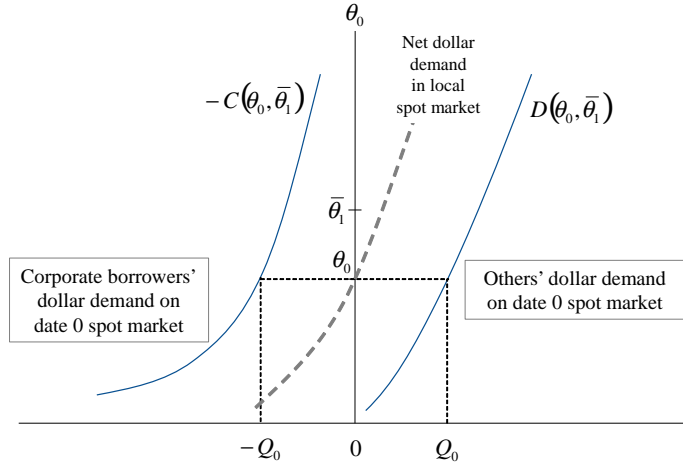 θ₀
Net dollar
demand
in local
spot market
−C(θ₀, θ̄₁)
D(θ₀, θ̄₁)
θ̄₁
θ₀
Corporate borrowers'
dollar demand on
date 0 spot market
Others' dollar demand
on date 0 spot market
−Q₀
0
Q₀